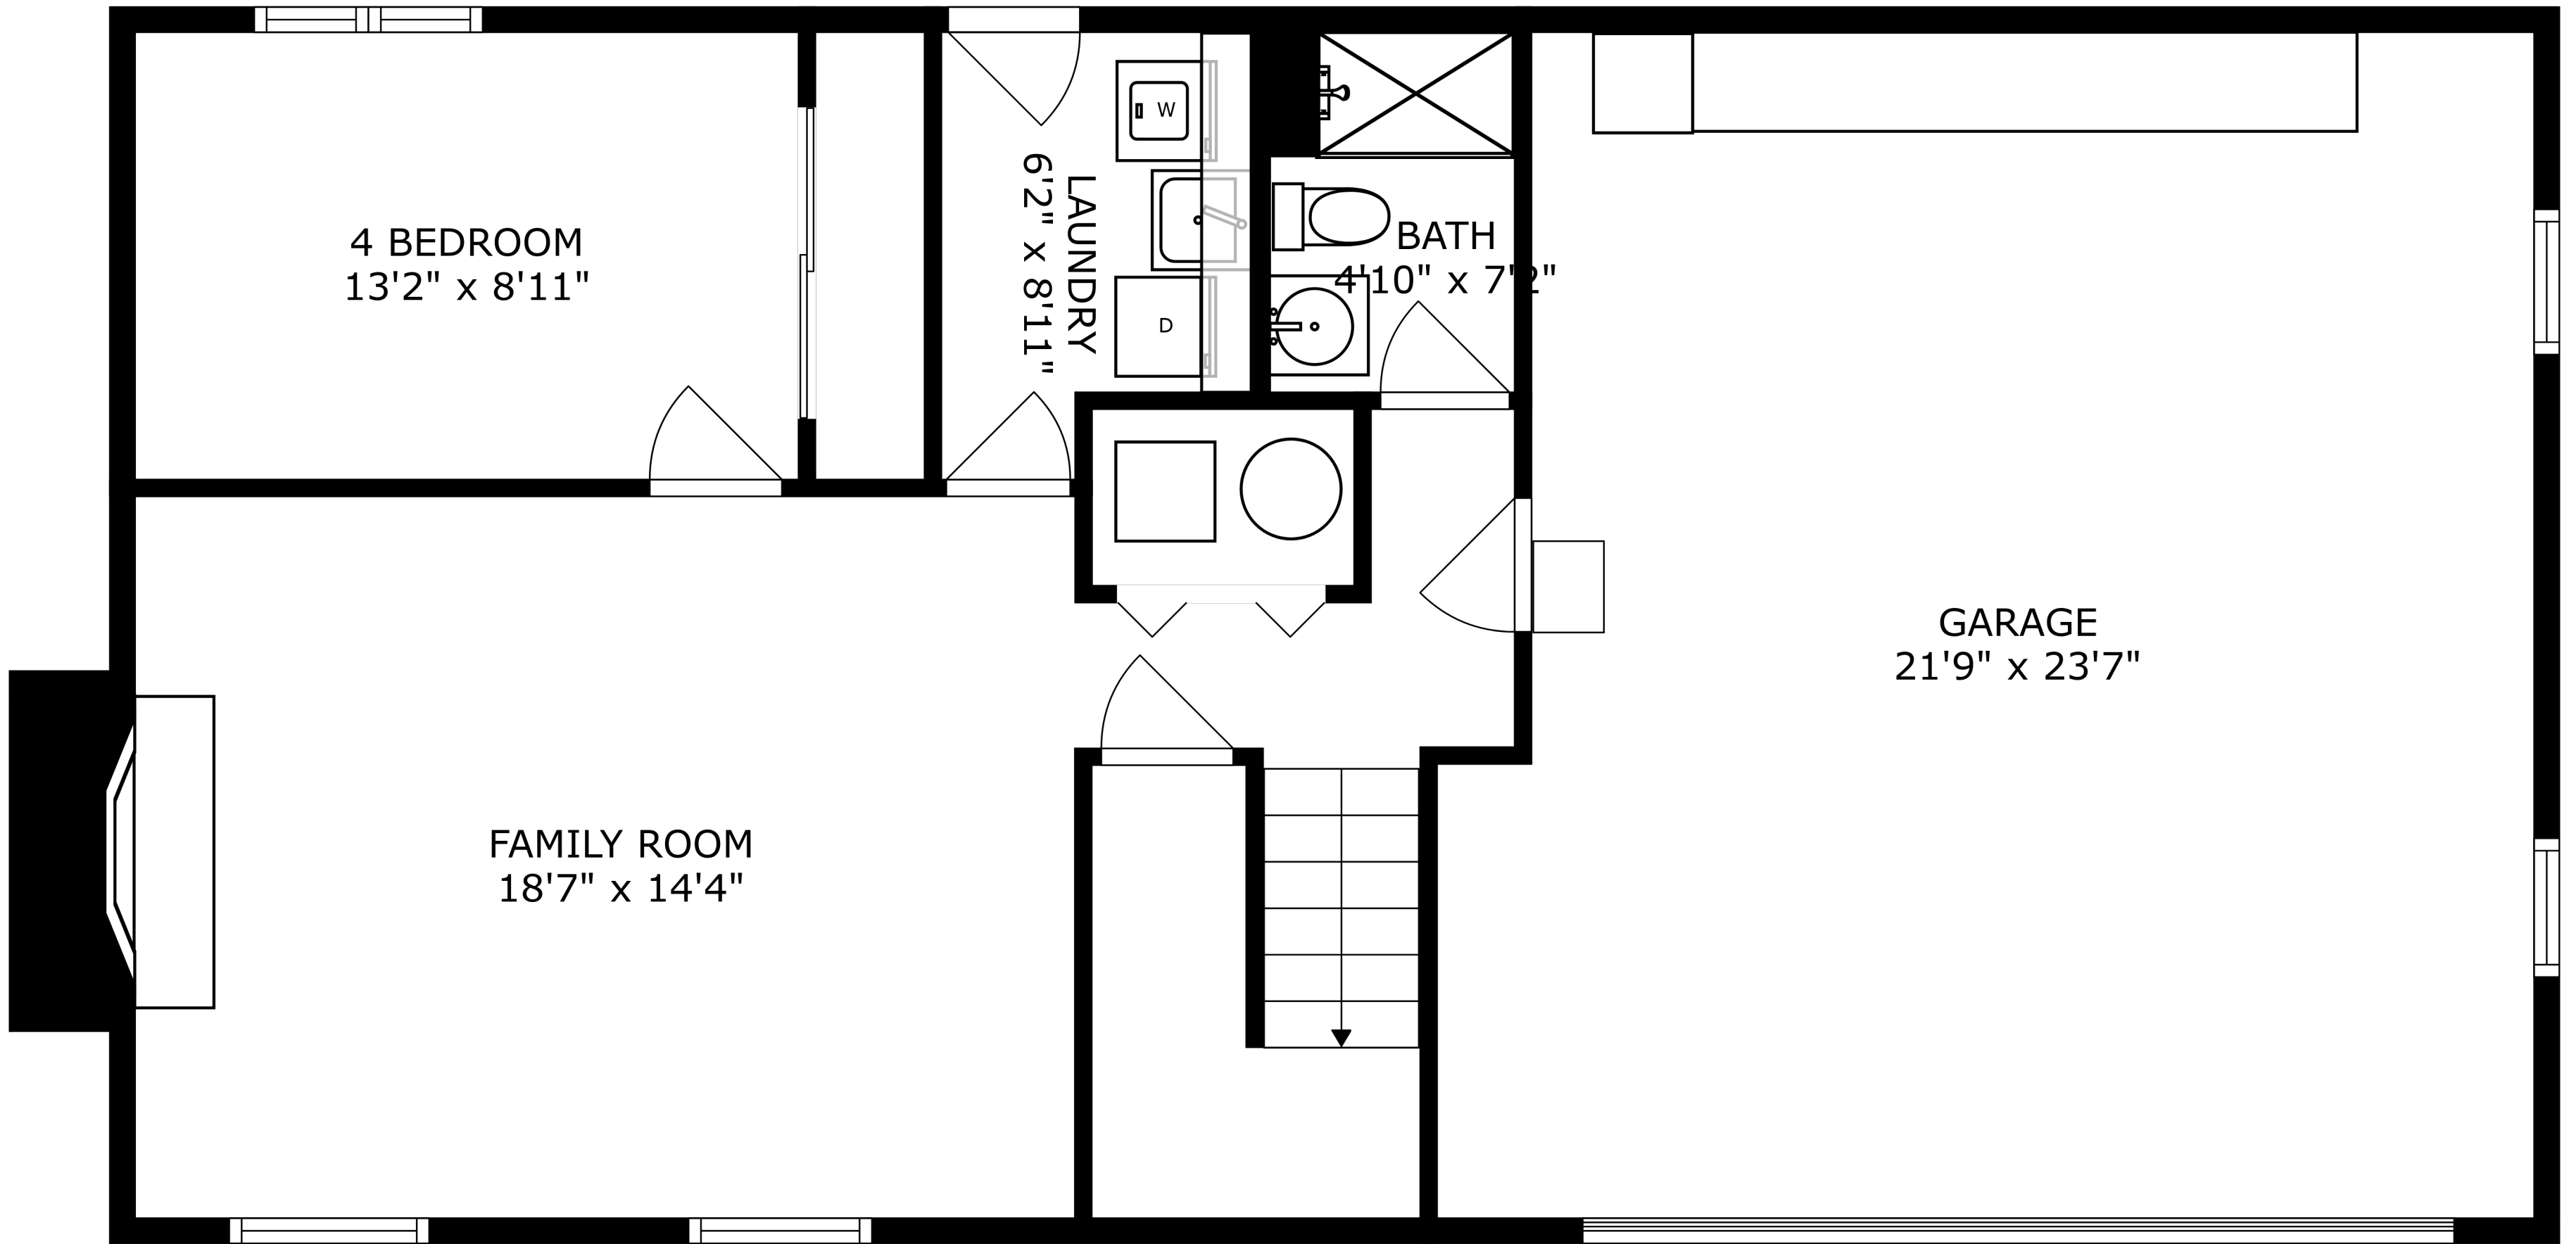 4 BEDROOM
13'2" x 8'11"
LAUNDRY
6'2" x 8'11"
W
D
BATH
4'10" x 7'2"
GARAGE
21'9" x 23'7"
FAMILY ROOM
18'7" x 14'4"